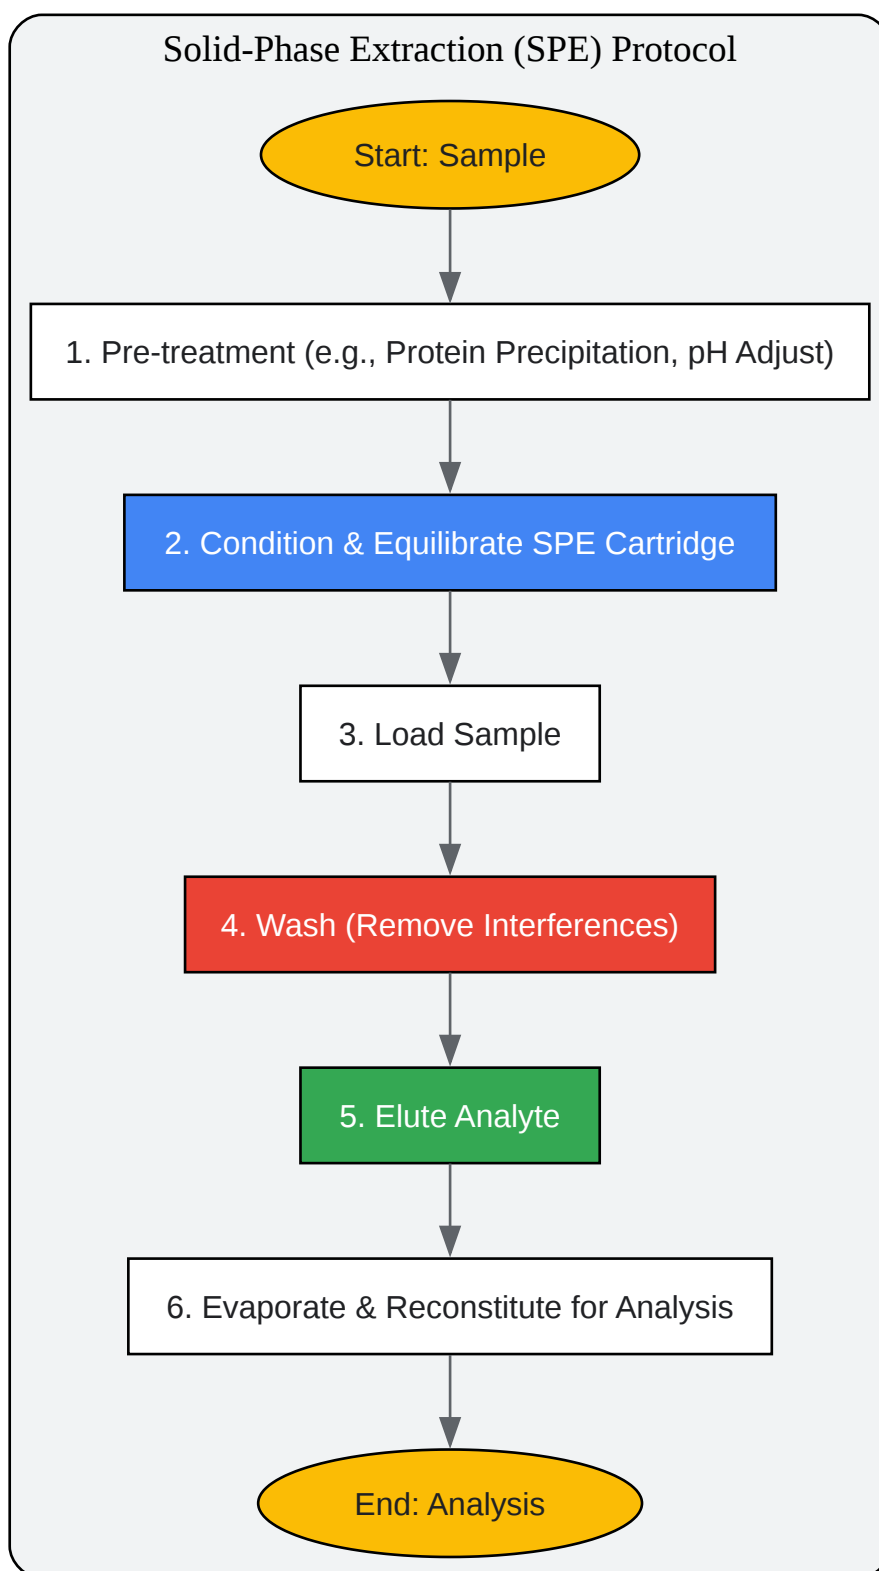 Solid-Phase Extraction (SPE) Protocol
Start: Sample
1. Pre-treatment (e.g., Protein Precipitation, pH Adjust)
2. Condition & Equilibrate SPE Cartridge
3. Load Sample
4. Wash (Remove Interferences)
5. Elute Analyte
6. Evaporate & Reconstitute for Analysis
End: Analysis